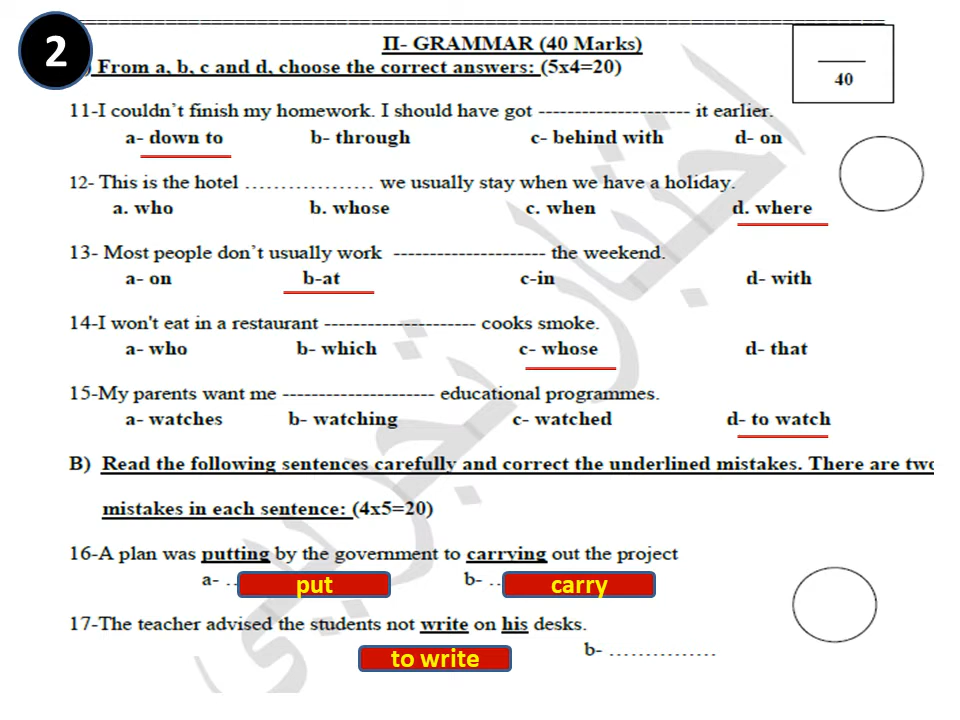 2
II- GRAMMAR (40 Marks)
) From a, b, c and d, choose the correct answers: (5x4=20)
40
11-I couldn't finish my homework. I should have got --------------------- it earlier.
a- down to b- through c- behind with d- on
12- This is the hotel .................. we usually stay when we have a holiday.
a. who b. whose c. when d. where
13- Most people don't usually work --------------------- the weekend.
a- on b-at c-in d- with
14-I won't eat in a restaurant --------------------- cooks smoke.
a- who b- which c- whose d- that
15-My parents want me --------------------- educational programmes.
a- watches b- watching c- watched d- to watch
B) Read the following sentences carefully and correct the underlined mistakes. There are two
mistakes in each sentence: (4x5=20)
16-A plan was putting by the government to carrying out the project
a- .. put b- .. carry
17-The teacher advised the students not write on his desks.
to write b- ...............
اختبار تجريبي